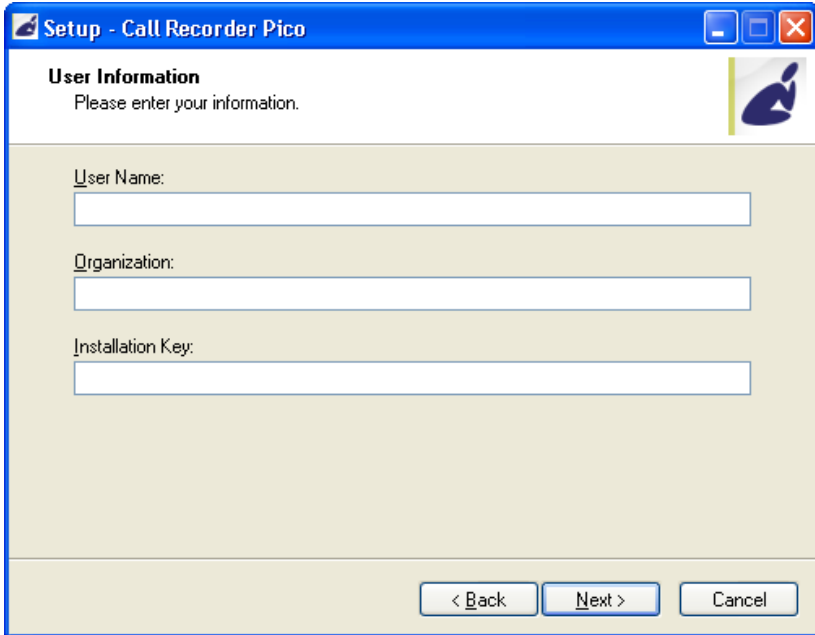 Setup - Call Recorder Pico
User Information
Please enter your information.
User Name:
Organization:
Installation Key:
< Back
Next >
Cancel